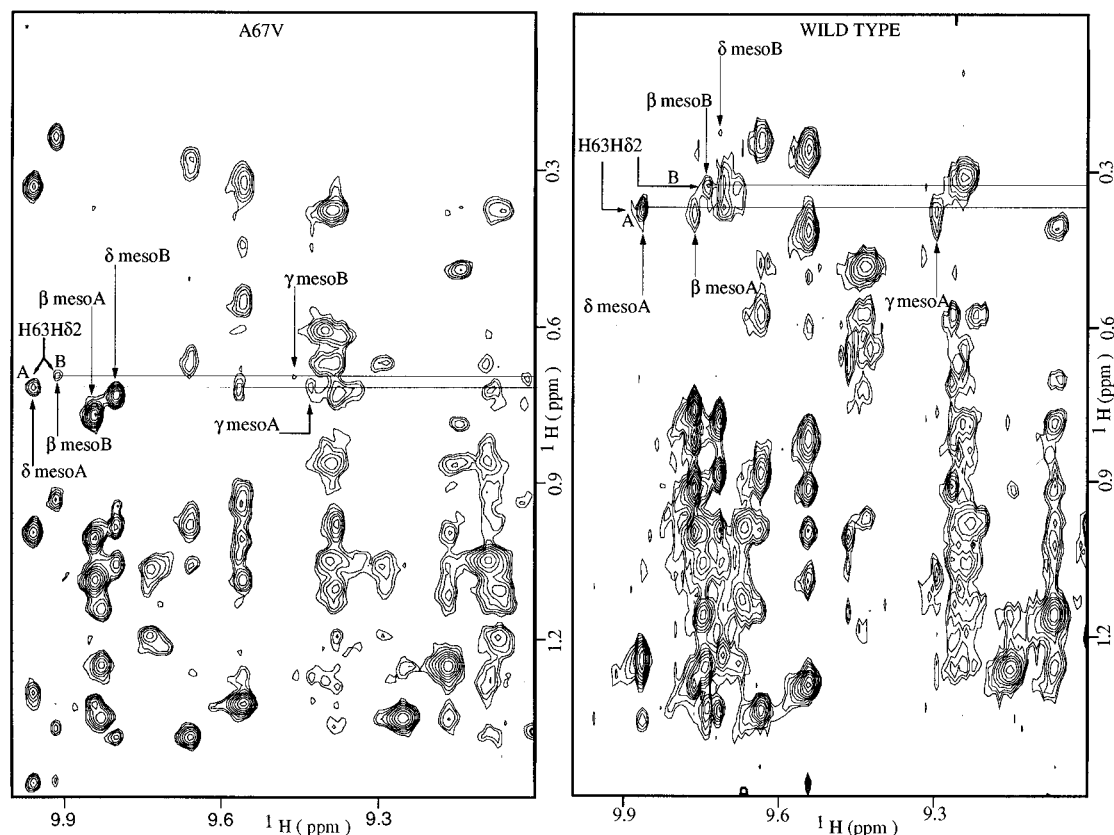 A67V
δ mesoB
β mesoA
H63Hδ2
A
B
γ mesoB
β mesoB
δ mesoA
γ mesoA
0.3
0.6
0.9
1.2
¹H ( ppm )
9.9
9.6
9.3
¹H ( ppm )
WILD TYPE
δ mesoB
β mesoB
H63Hδ2
B
A
δ mesoA
β mesoA
γ mesoA
0.3
0.6
0.9
1.2
¹H ( ppm )
9.9
9.6
9.3
¹H ( ppm )